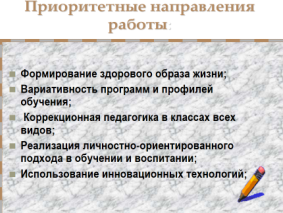 Приоритетные направления
работы:
Формирование здорового образа жизни;
Вариативность программ и профилей
обучения;
Коррекционная педагогика в классах всех
видов;
Реализация личностно-ориентированного
подхода в обучении и воспитании;
Использование инновационных технологий;